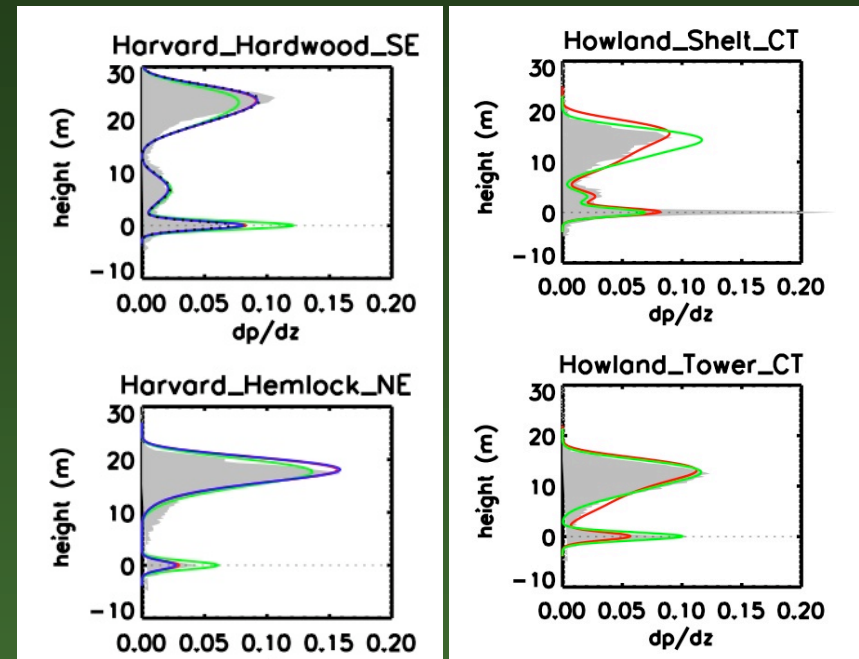 Harvard_Hardwood_SE
30
20
10
0
-10
height (m)
0.00 0.05 0.10 0.15 0.20
dp/dz
Harvard_Hemlock_NE
30
20
10
0
-10
height (m)
0.00 0.05 0.10 0.15 0.20
Howland_Shelt_CT
30
20
10
0
-10
height (m)
0.00 0.05 0.10 0.15 0.20
dp/dz
Howland_Tower_CT
30
20
10
0
-10
height (m)
0.00 0.05 0.10 0.15 0.20
dp/dz